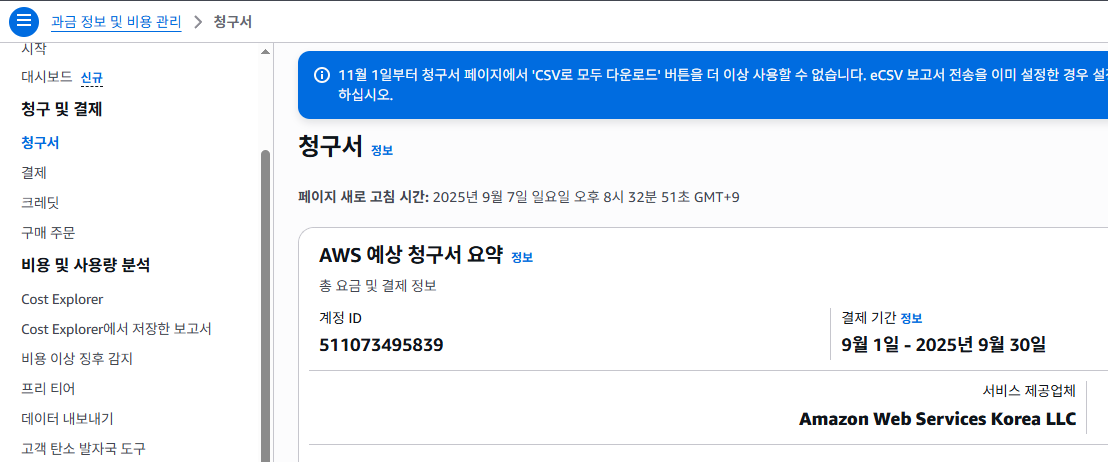 과금 정보 및 비용 관리 > 청구서
시작
대시보드 신규
청구 및 결제
청구서
결제
크레딧
구매 주문
비용 및 사용량 분석
Cost Explorer
Cost Explorer에서 저장한 보고서
비용 이상 징후 감지
프리 티어
데이터 내보내기
고객 탄소 발자국 도구
11월 1일부터 청구서 페이지에서 'CSV로 모두 다운로드' 버튼을 더 이상 사용할 수 없습니다. eCSV 보고서 전송을 이미 설정한 경우 설정
하십시오.
청구서 정보
페이지 새로 고침 시간: 2025년 9월 7일 일요일 오후 8시 32분 51초 GMT+9
AWS 예상 청구서 요약 정보
총 요금 및 결제 정보
계정 ID
511073495839
결제 기간 정보
9월 1일 - 2025년 9월 30일
서비스 제공업체
Amazon Web Services Korea LLC